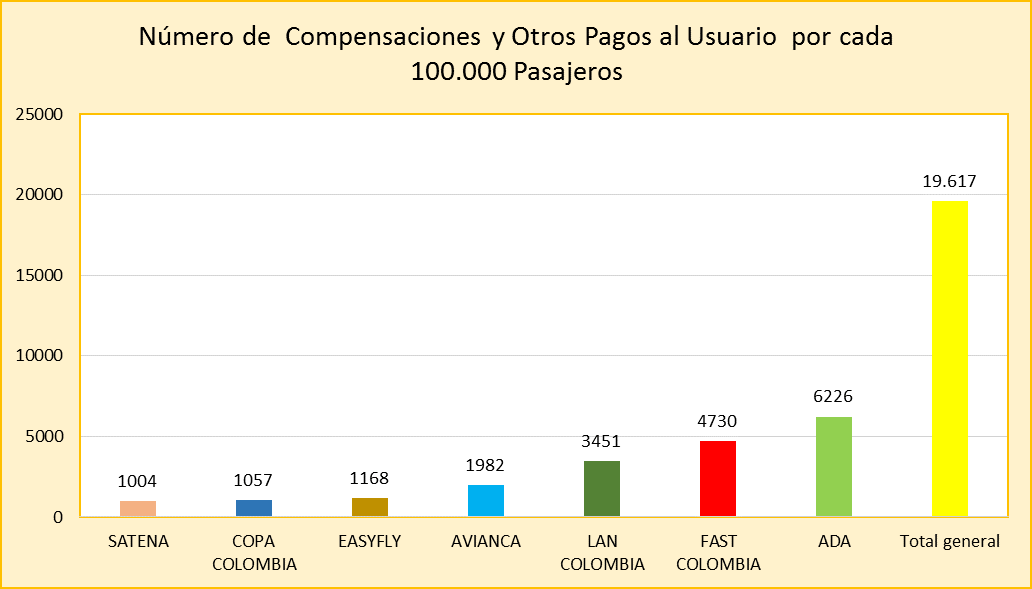 Número de Compensaciones y Otros Pagos al Usuario por cada
100.000 Pasajeros
25000
20000
15000
10000
5000
0
1004
1057
1168
1982
3451
4730
6226
19.617
SATENA
COPA
COLOMBIA
EASYFLY
AVIANCA
LAN
COLOMBIA
FAST
COLOMBIA
ADA
Total general